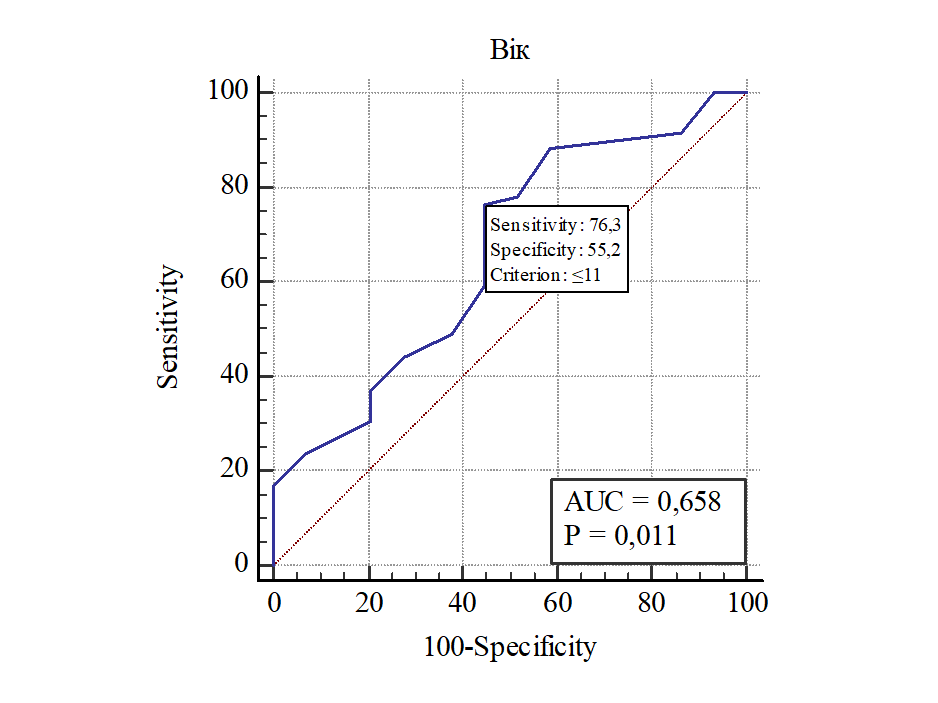 Вік
100
80
60
40
20
0
Sensitivity
Sensitivity: 76,3
Specificity: 55,2
Criterion: ≤11
AUC = 0,658
P = 0,011
0 20 40 60 80 100
100-Specificity